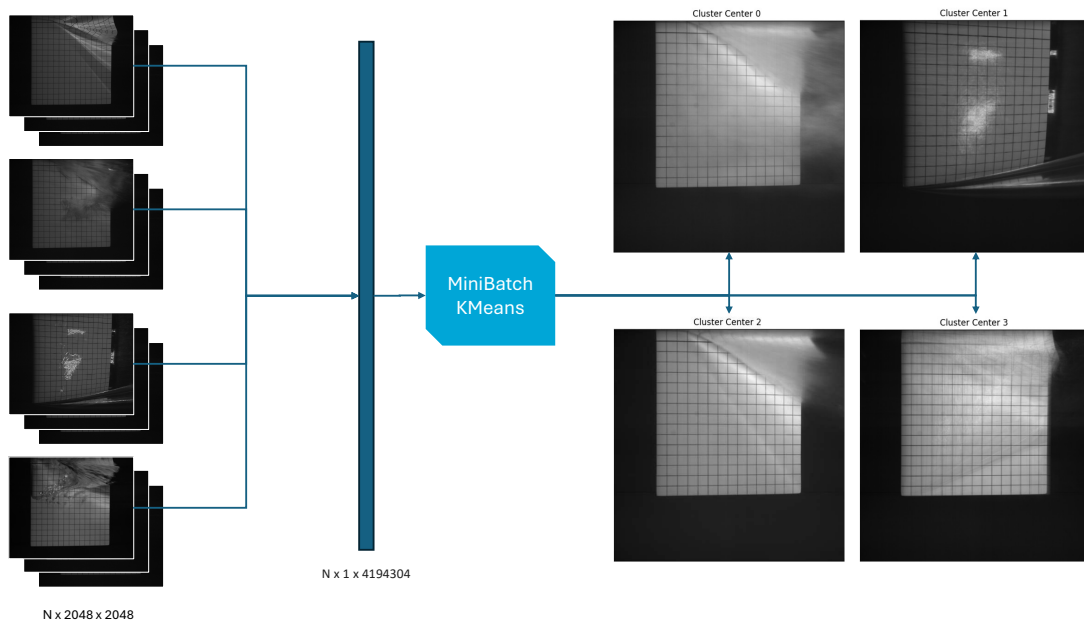 Cluster Center 0
Cluster Center 1
MiniBatch
KMeans
Cluster Center 2
Cluster Center 3
N x 1 x 4194304
N x 2048 x 2048